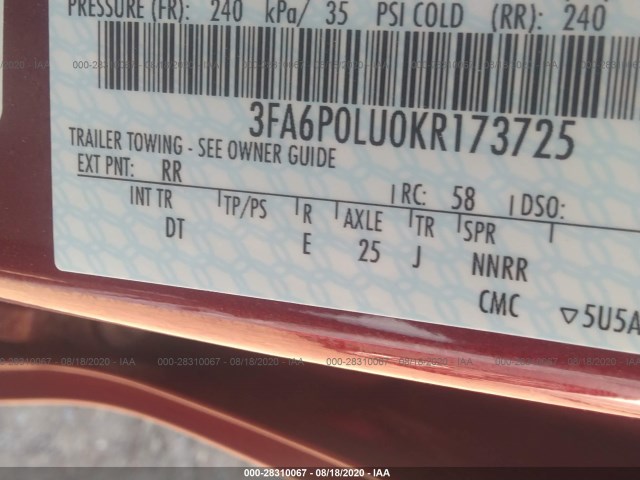 PRESSURE (FR): 240 kPa/ 35 PSI COLD (RR): 240
3FA6P0LU0KR173725
TRAILER TOWING - SEE OWNER GUIDE
EXT PNT: RR RC: 58 DSO:
INT TR TP/PS R AXLE TR SPR
DT E 25 J NNRR
CMC ▽5U5A
000-28310067 - 08/18/2020 - IAA